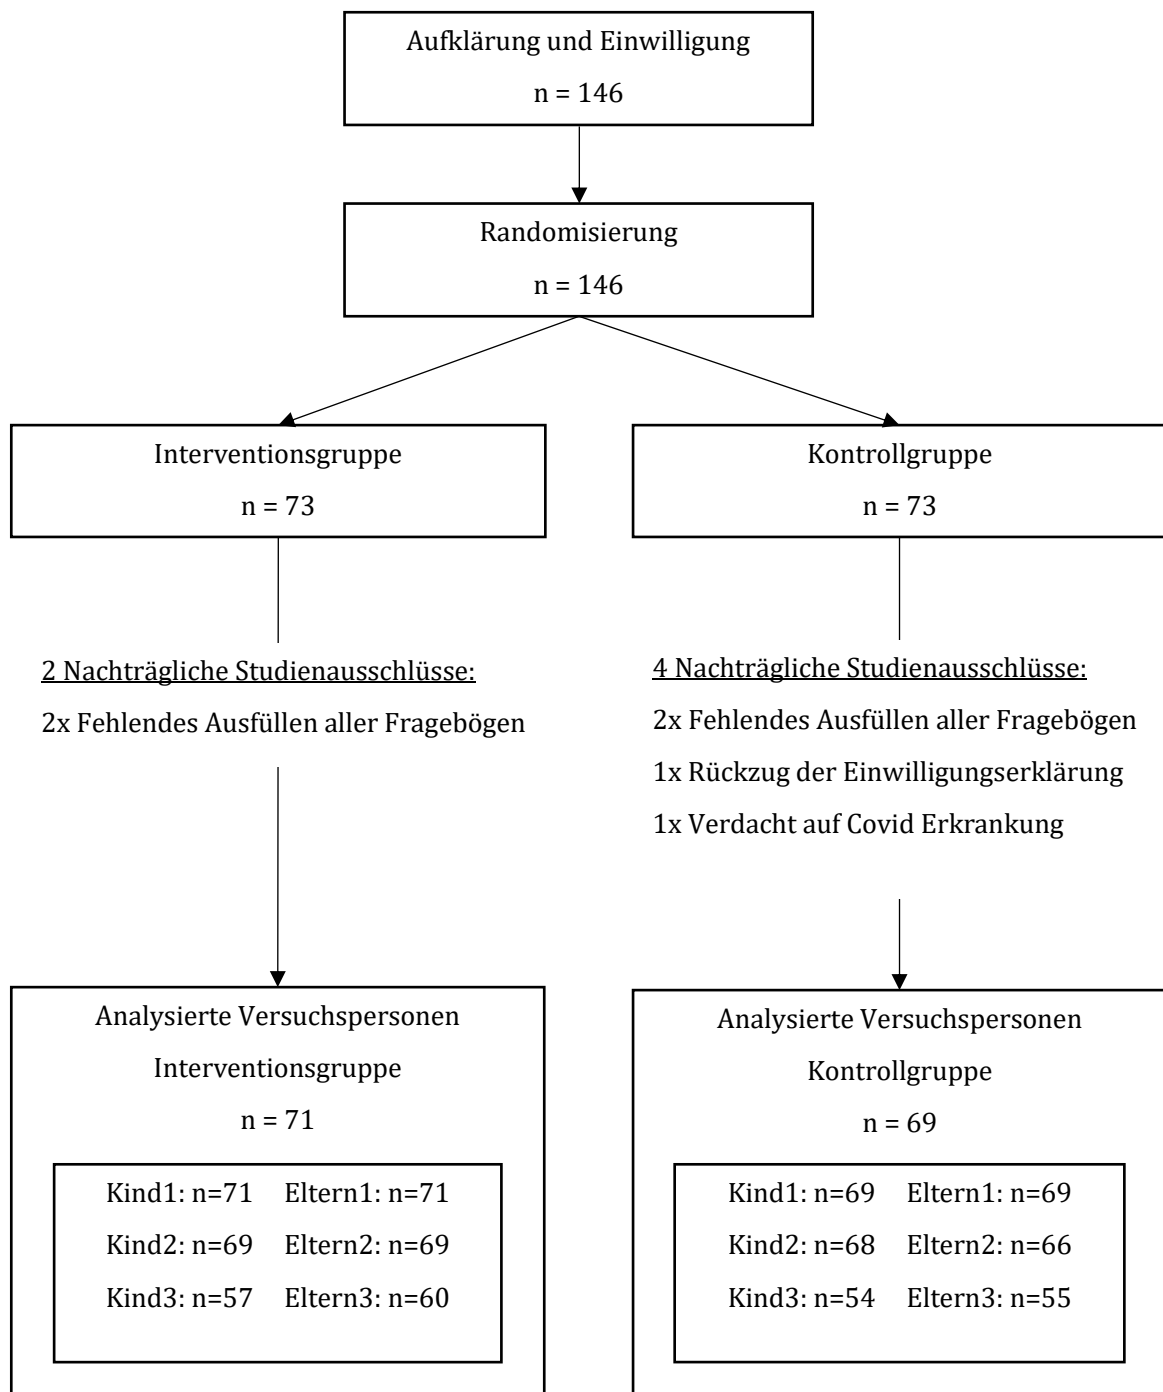 Aufklärung und Einwilligung
n = 146
Randomisierung
n = 146
Interventionsgruppe
n = 73
Kontrollgruppe
n = 73
2 Nachträgliche Studienausschlüsse:
2x Fehlendes Ausfüllen aller Fragebögen
4 Nachträgliche Studienausschlüsse:
2x Fehlendes Ausfüllen aller Fragebögen
1x Rückzug der Einwilligungserklärung
1x Verdacht auf Covid Erkrankung
Analysierte Versuchspersonen
Interventionsgruppe
n = 71
Kind1: n=71 Eltern1: n=71
Kind2: n=69 Eltern2: n=69
Kind3: n=57 Eltern3: n=60
Analysierte Versuchspersonen
Kontrollgruppe
n = 69
Kind1: n=69 Eltern1: n=69
Kind2: n=68 Eltern2: n=66
Kind3: n=54 Eltern3: n=55